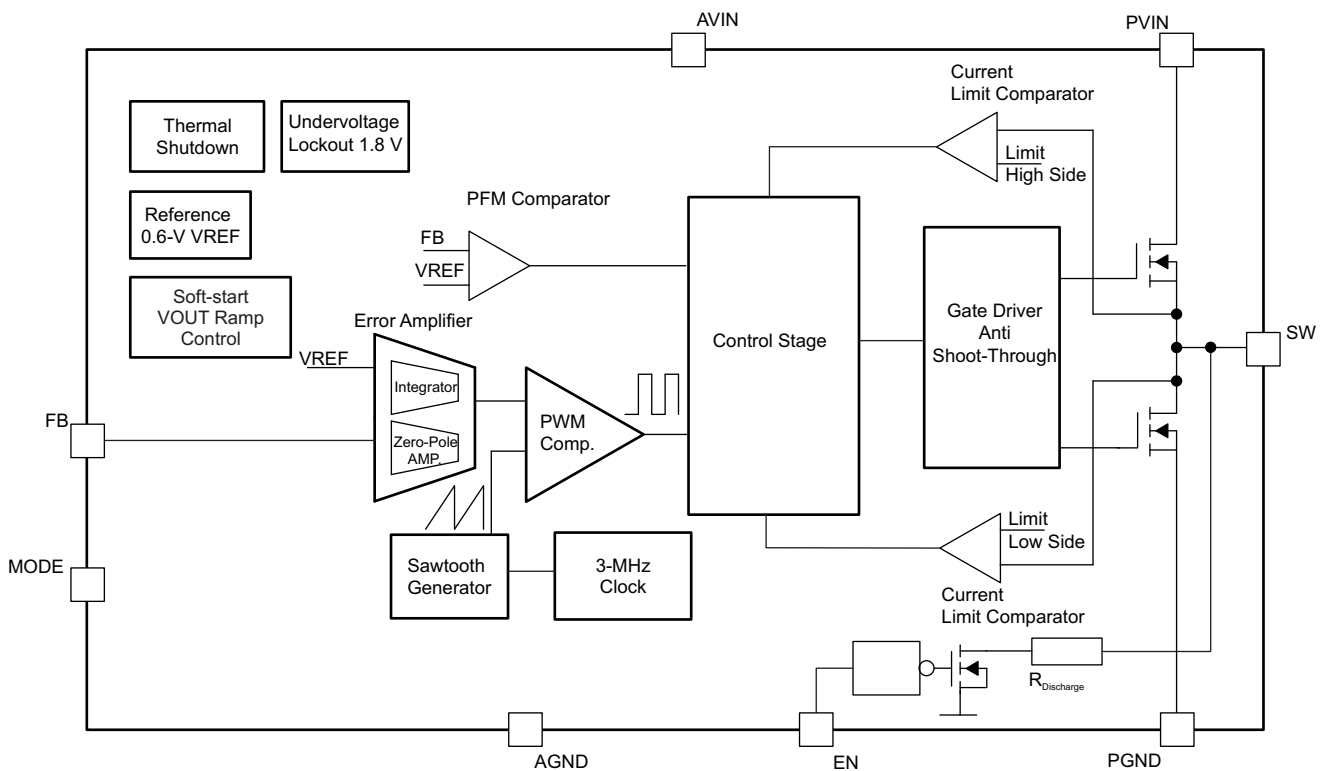 AVIN
PVIN
Current
Limit Comparator
Thermal
Shutdown
Undervoltage
Lockout 1.8 V
Limit
High Side
Reference
0.6-V VREF
PFM Comparator
FB
VREF
Soft-start
VOUT Ramp
Control
Error Amplifier
VREF
Integrator
Zero-Pole
AMP.
PWM
Comp.
Control Stage
Gate Driver
Anti
Shoot-Through
SW
FB
MODE
Sawtooth
Generator
3-MHz
Clock
Limit
Low Side
Current
Limit Comparator
RDischarge
AGND
EN
PGND